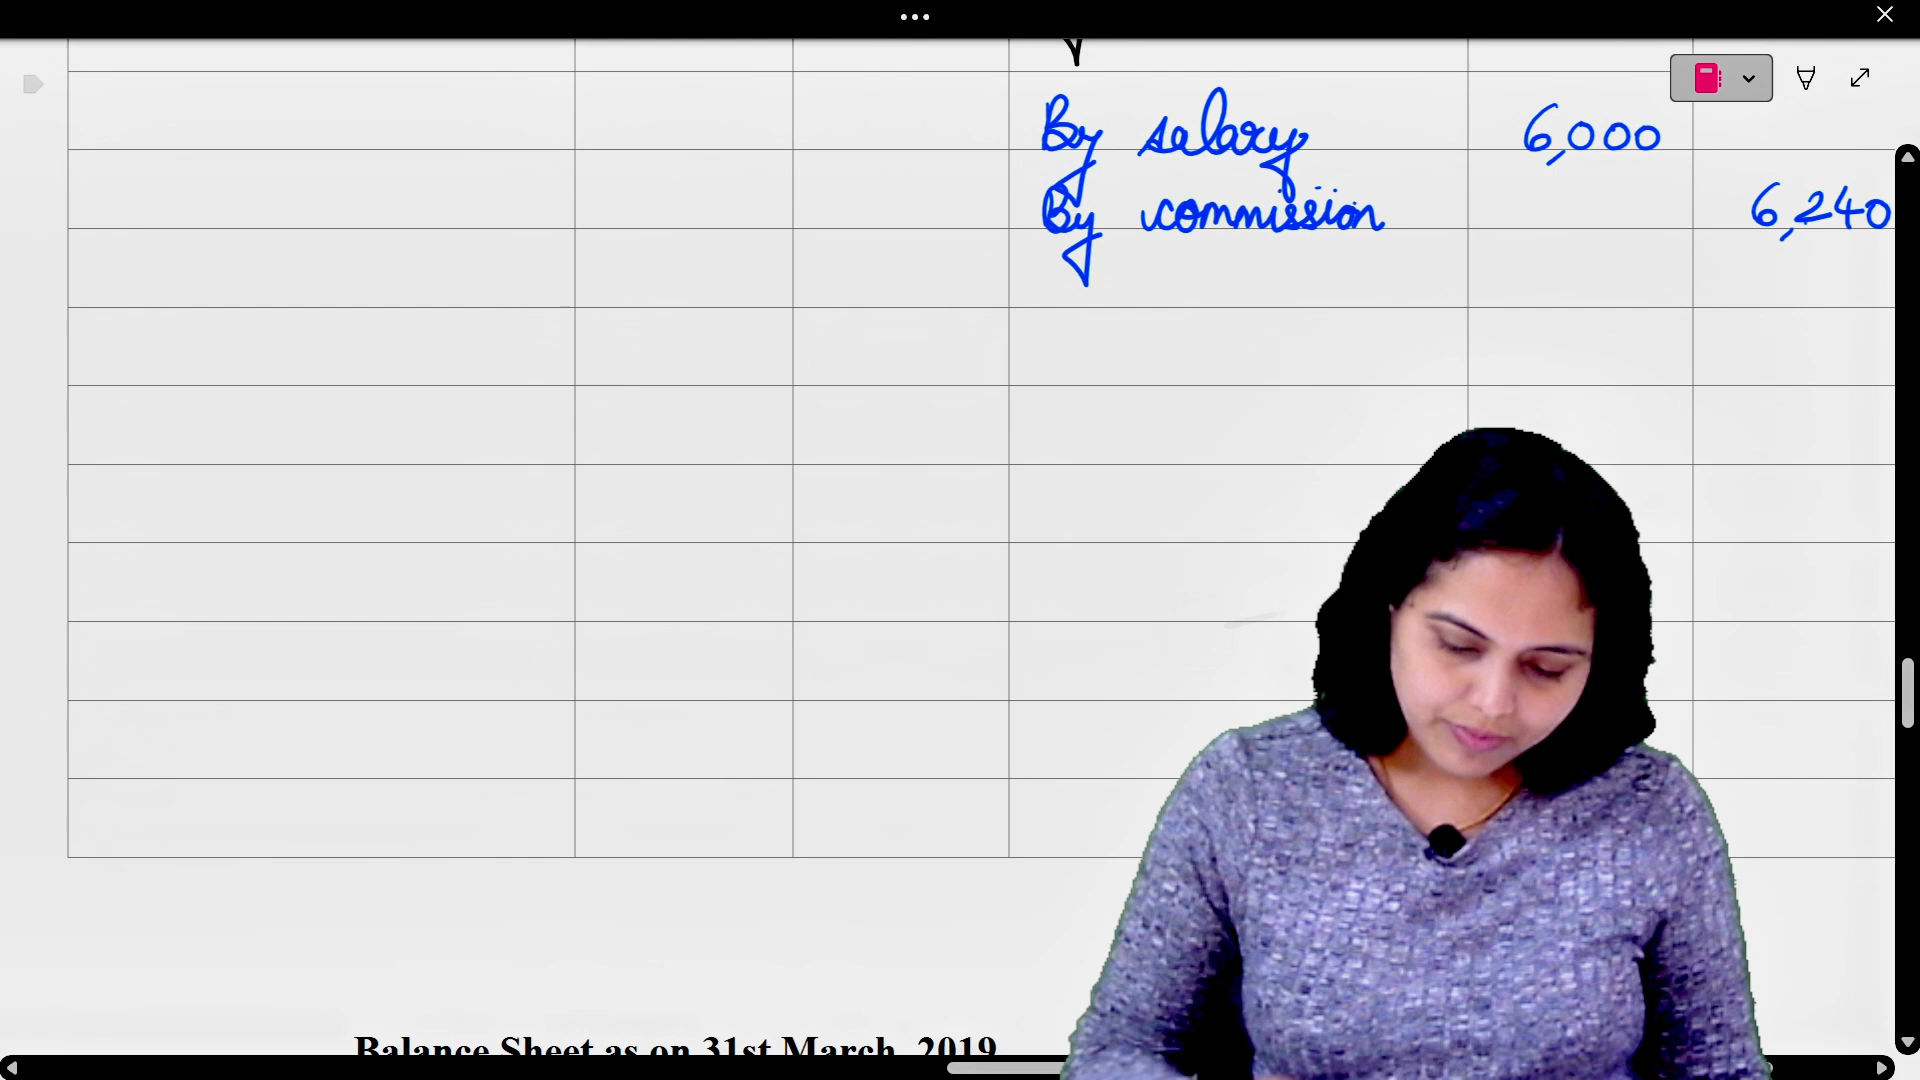 By salary 6,000
By commission 6,240
Balance Sheet as on 31st March, 2019